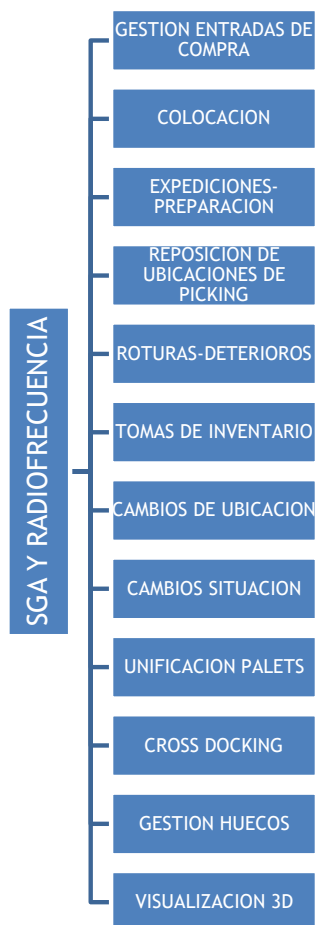 SGA Y RADIOFRECUENCIA
GESTION ENTRADAS DE
COMPRA
COLOCACION
EXPEDICIONES-
PREPARACION
REPOSICION DE
UBICACIONES DE
PICKING
ROTURAS-DETERIOROS
TOMAS DE INVENTARIO
CAMBIOS DE UBICACION
CAMBIOS SITUACION
UNIFICACION PALETS
CROSS DOCKING
GESTION HUECOS
VISUALIZACION 3D